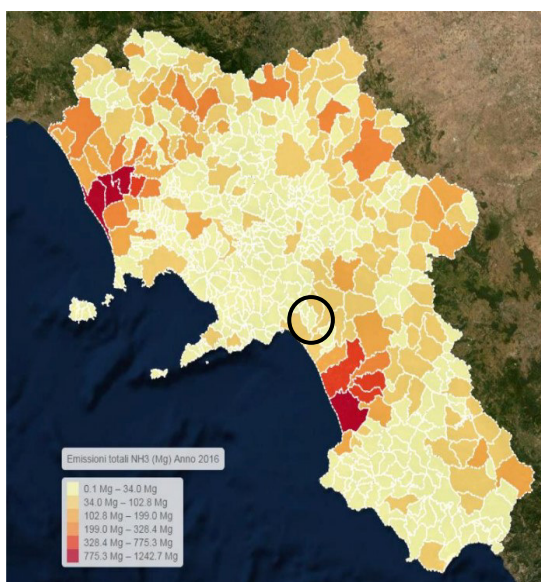 Emissioni totali NH3 (Mg) Anno 2016
0.1 Mg – 34.0 Mg
34.0 Mg – 102.8 Mg
102.8 Mg – 199.0 Mg
199.0 Mg – 328.4 Mg
328.4 Mg – 775.3 Mg
775.3 Mg – 1242.7 Mg